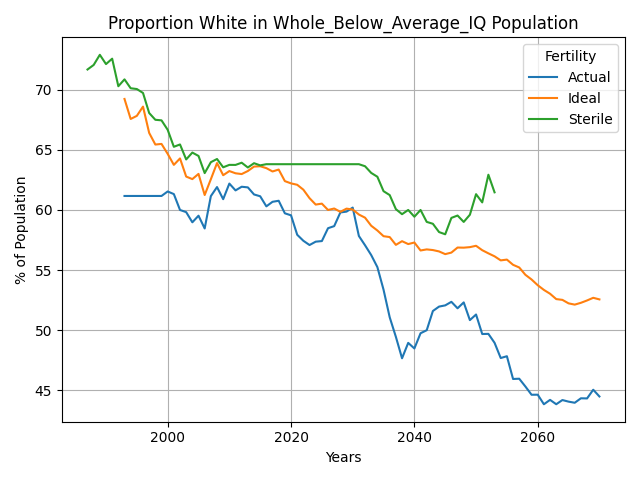 Proportion White in Whole_Below_Average_IQ Population
% of Population
70
65
60
55
50
45
2000
2020
2040
2060
Years
Fertility
Actual
Ideal
Sterile